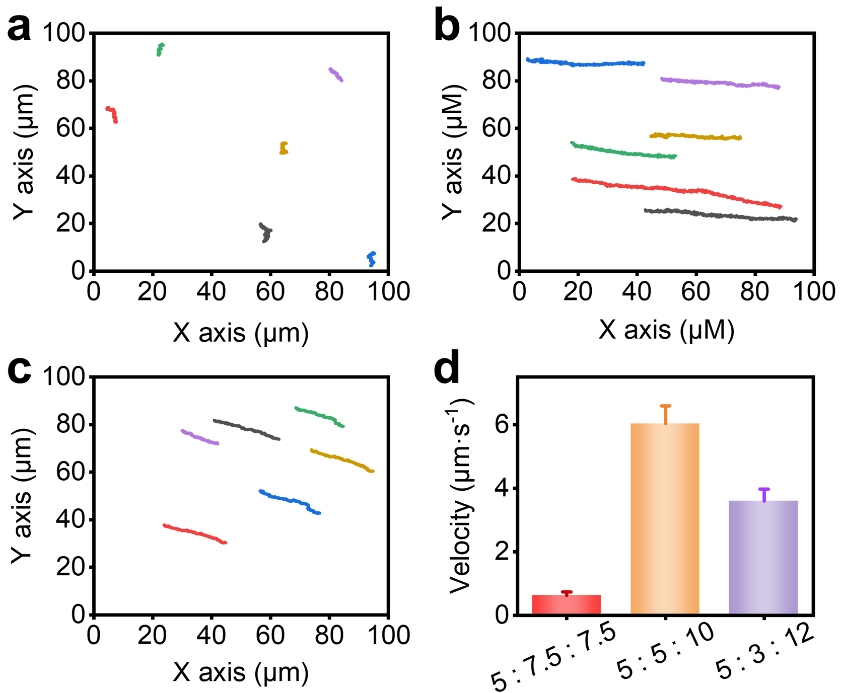 a
100
80
60
40
20
0
Y axis (µm)
0 20 40 60 80 100
X axis (µm)
b
100
80
60
40
20
0
Y axis (µM)
0 20 40 60 80 100
X axis (µM)
c
100
80
60
40
20
0
Y axis (µm)
0 20 40 60 80 100
X axis (µm)
d
6
4
2
0
Velocity (µm·s⁻¹)
5 : 7.5 : 7.5
5 : 5 : 10
5 : 3 : 12